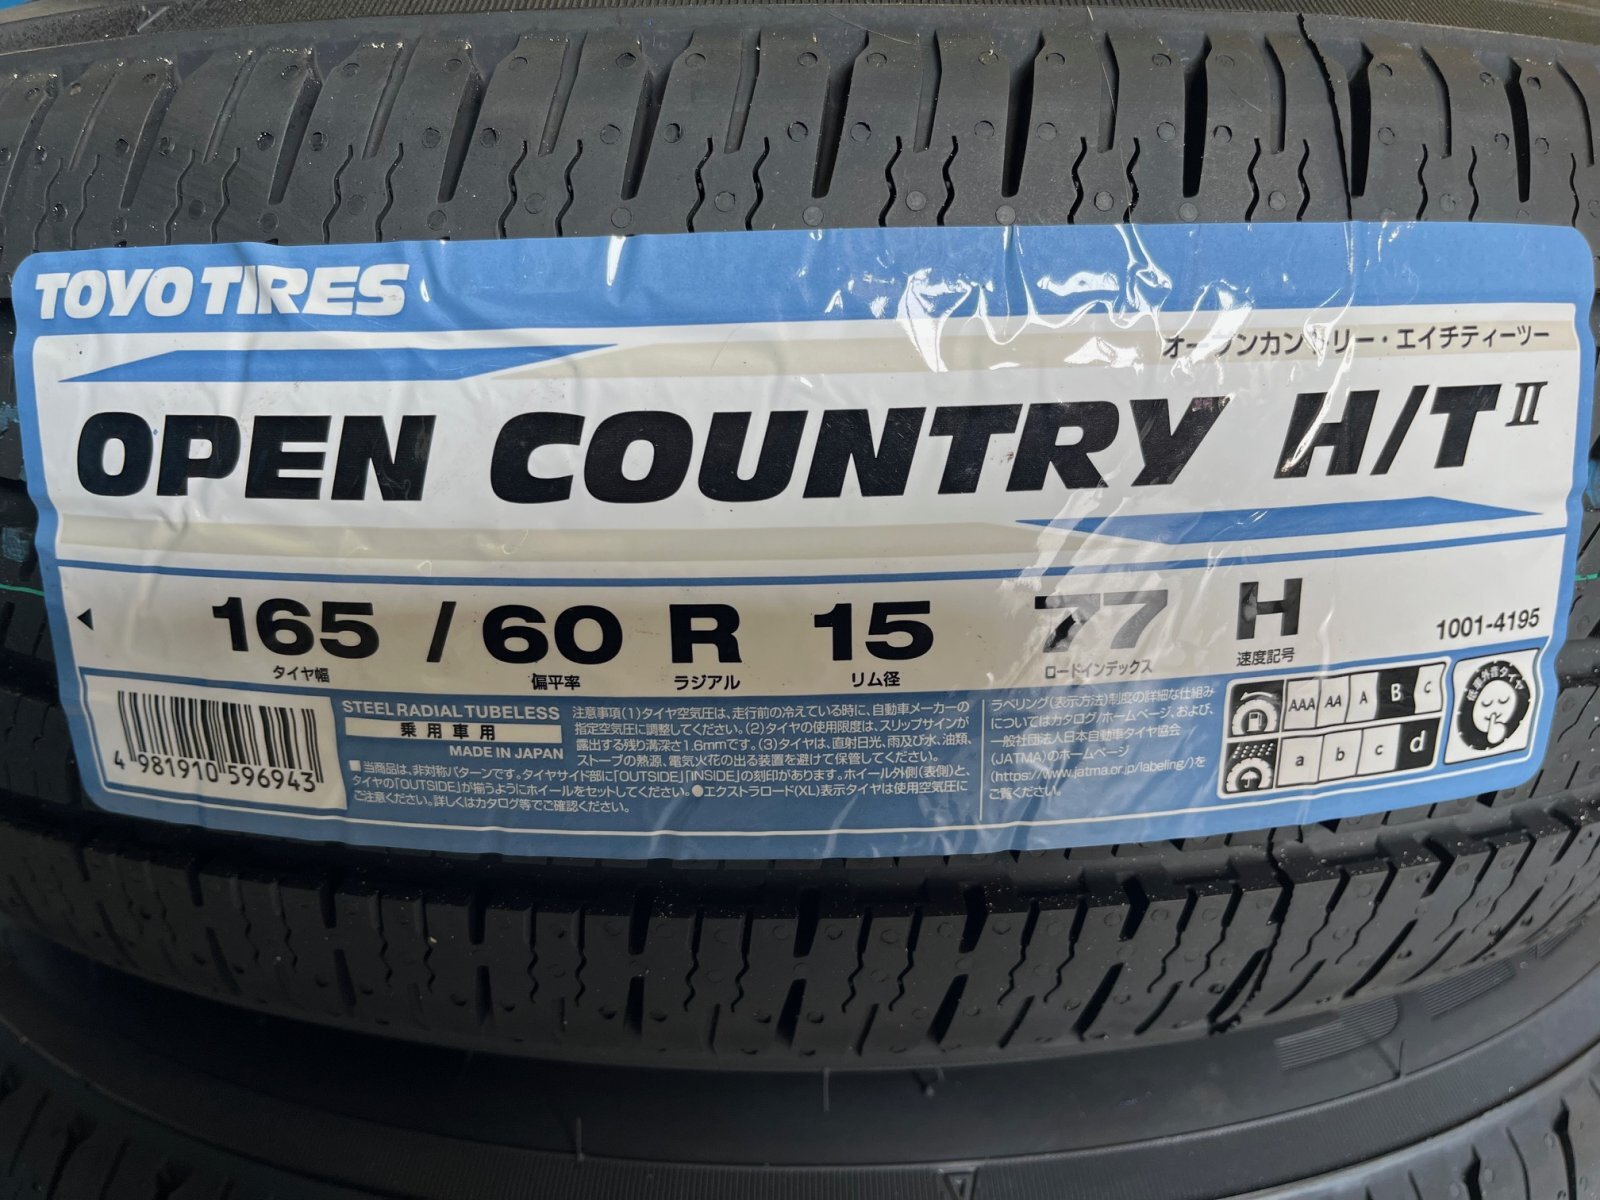 TOYO TIRES
オープンカントリー・エイチティーツー
OPEN COUNTRY H/T II
165 / 60 R 15 77 H
タイヤ幅 偏平率 ラジアル リム径 ロードインデックス 速度記号
1001-4195
4 981910 596943
STEEL RADIAL TUBELESS
乗用車用
MADE IN JAPAN
注意事項(1)タイヤ空気圧は、走行前の冷えている時に、自動車メーカーの
指定空気圧に調整してください。(2)タイヤの使用限度は、スリップサインが
露出する残り溝深さ1.6mmです。(3)タイヤは、直射日光、雨及び水、油類、
ストーブの熱源、電気火花の出る装置を避けて保管してください。
■当商品は、非対称パターンです。タイヤサイド部に「OUTSIDE」「INSIDE」の刻印があります。ホイール外側(表側)と、
タイヤの「OUTSIDE」が揃うようにホイールをセットしてください。●エクストラロード(XL)表示タイヤは使用空気圧に
ご注意ください。詳しくはカタログ等でご確認ください。
ラベリング(表示方法)制度の詳細な仕組み
についてはカタログ/ホームページ、および、
一般社団法人日本自動車タイヤ協会
(JATMA)のホームページ
(https://www.jatma.or.jp/labeling/)を
ご覧ください。
AAA AA A B C
a b c d
低車外音タイヤ